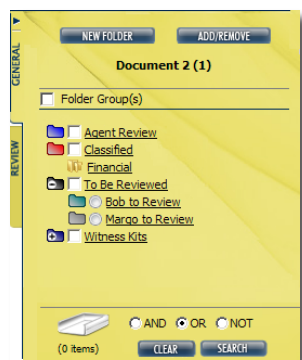 NEW FOLDER ADD/REMOVE
GENERAL
Document 2 (1)
Folder Group(s)
REVIEW
Agent Review
Classified
Financial
To Be Reviewed
Bob to Review
Margo to Review
Witness Kits
AND OR NOT
(0 items) CLEAR SEARCH